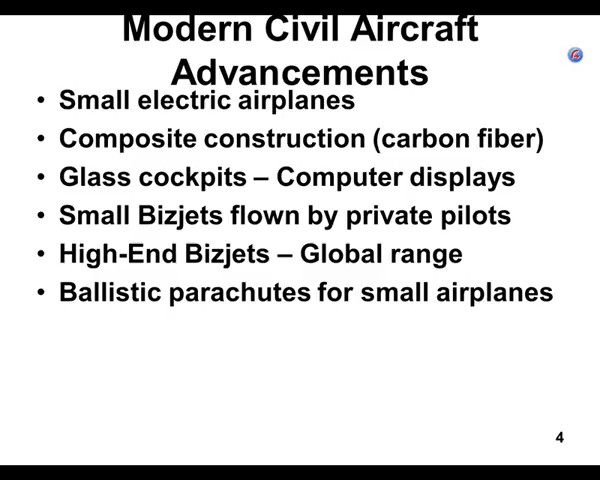 Modern Civil Aircraft
Advancements
• Small electric airplanes
• Composite construction (carbon fiber)
• Glass cockpits – Computer displays
• Small Bizjets flown by private pilots
• High-End Bizjets – Global range
• Ballistic parachutes for small airplanes
4